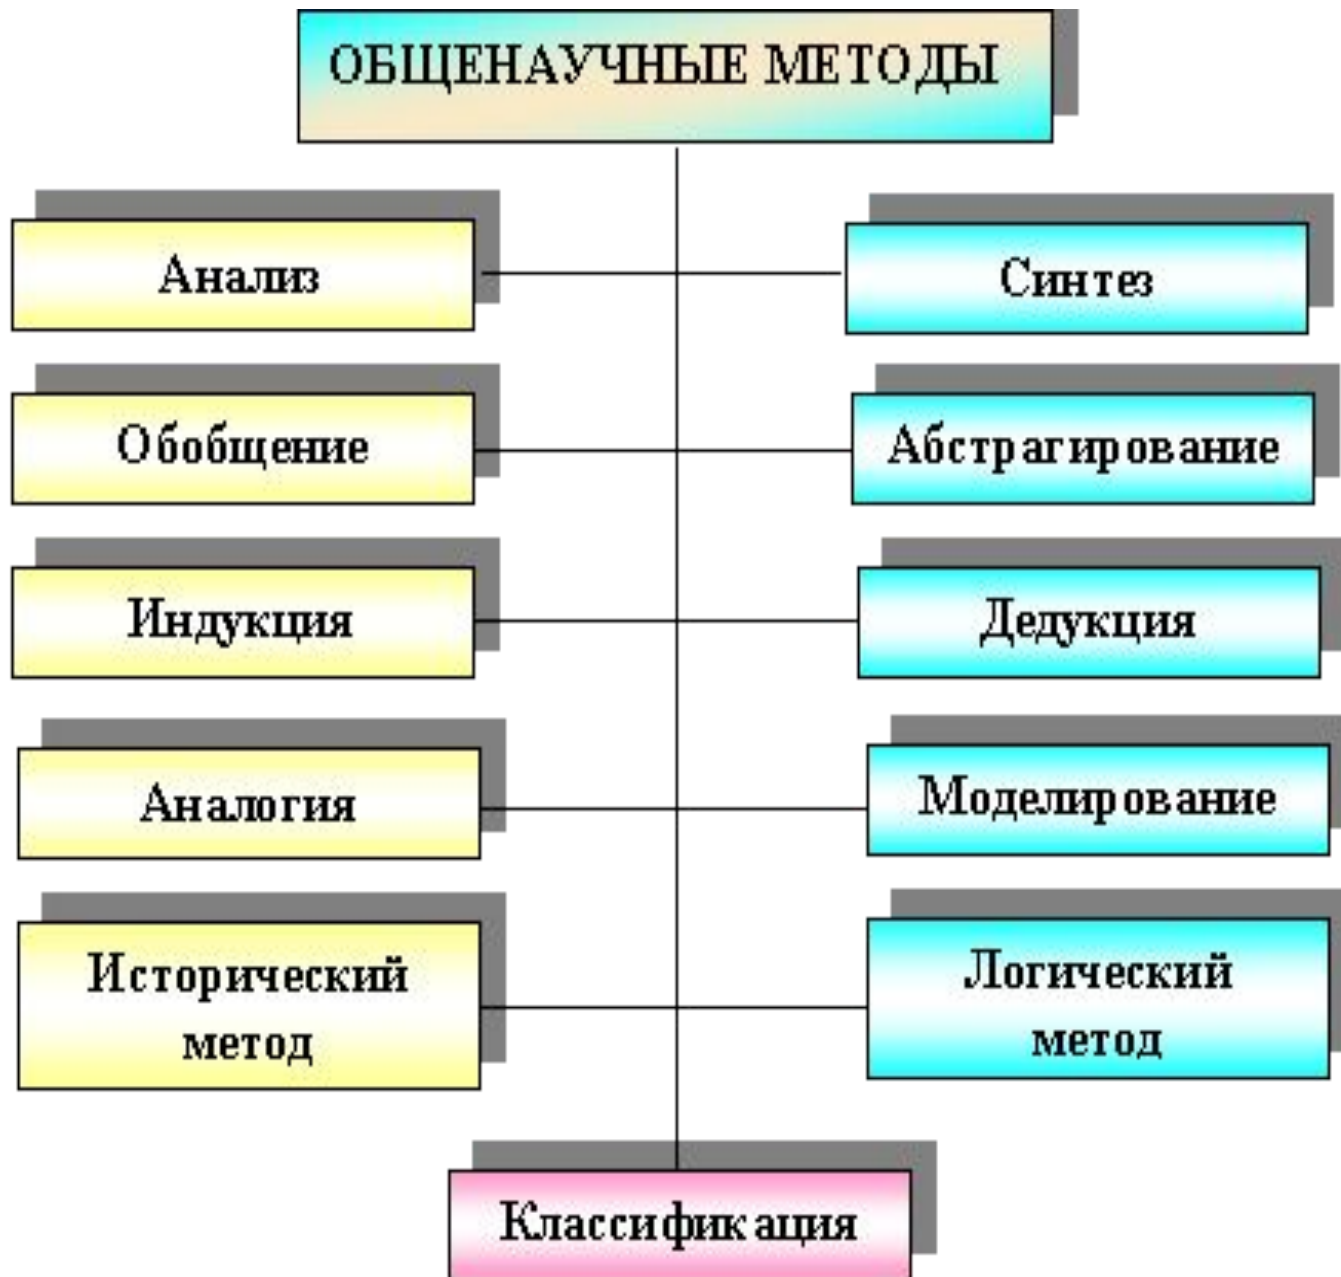 ОБЩЕНАУЧНЫЕ МЕТОДЫ
Анализ
Синтез
Обобщение
Абстрагирование
Индукция
Дедукция
Аналогия
Моделирование
Исторический
метод
Логический
метод
Классификация